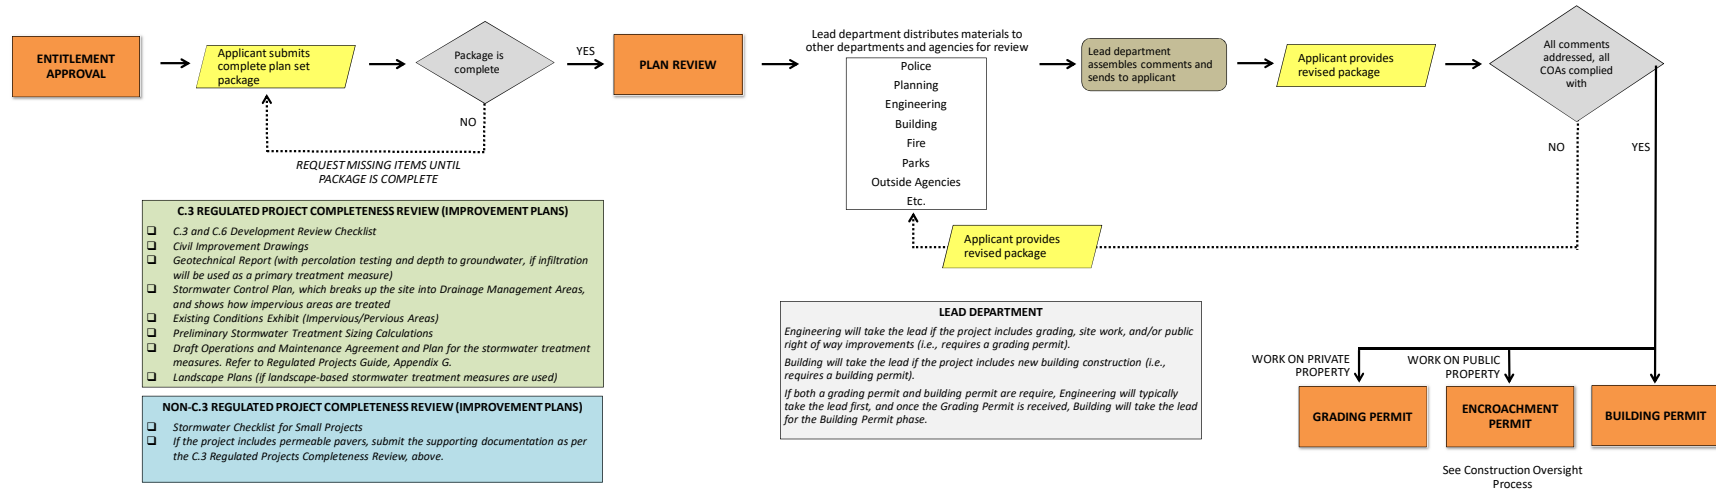 ENTITLEMENT
APPROVAL
Applicant submits
complete plan set
package
Package is
complete
YES
NO
REQUEST MISSING ITEMS UNTIL
PACKAGE IS COMPLETE
PLAN REVIEW
Lead department distributes materials to
other departments and agencies for review
Police
Planning
Engineering
Building
Fire
Parks
Outside Agencies
Etc.
Lead department
assembles comments and
sends to applicant
Applicant provides
revised package
All comments
addressed, all
COAs complied
with
NO
YES
Applicant provides
revised package
C.3 REGULATED PROJECT COMPLETENESS REVIEW (IMPROVEMENT PLANS)
C.3 and C.6 Development Review Checklist
Civil Improvement Drawings
Geotechnical Report (with percolation testing and depth to groundwater, if infiltration
will be used as a primary treatment measure)
Stormwater Control Plan, which breaks up the site into Drainage Management Areas,
and shows how impervious areas are treated
Existing Conditions Exhibit (Impervious/Pervious Areas)
Preliminary Stormwater Treatment Sizing Calculations
Draft Operations and Maintenance Agreement and Plan for the stormwater treatment
measures. Refer to Regulated Projects Guide, Appendix G.
Landscape Plans (if landscape-based stormwater treatment measures are used)
NON-C.3 REGULATED PROJECT COMPLETENESS REVIEW (IMPROVEMENT PLANS)
Stormwater Checklist for Small Projects
If the project includes permeable pavers, submit the supporting documentation as per
the C.3 Regulated Projects Completeness Review, above.
LEAD DEPARTMENT
Engineering will take the lead if the project includes grading, site work, and/or public
right of way improvements (i.e., requires a grading permit).
Building will take the lead if the project includes new building construction (i.e.,
requires a building permit).
If both a grading permit and building permit are require, Engineering will typically
take the lead first, and once the Grading Permit is received, Building will take the lead
for the Building Permit phase.
WORK ON PRIVATE
PROPERTY
WORK ON PUBLIC
PROPERTY
GRADING PERMIT
ENCROACHMENT
PERMIT
BUILDING PERMIT
See Construction Oversight
Process